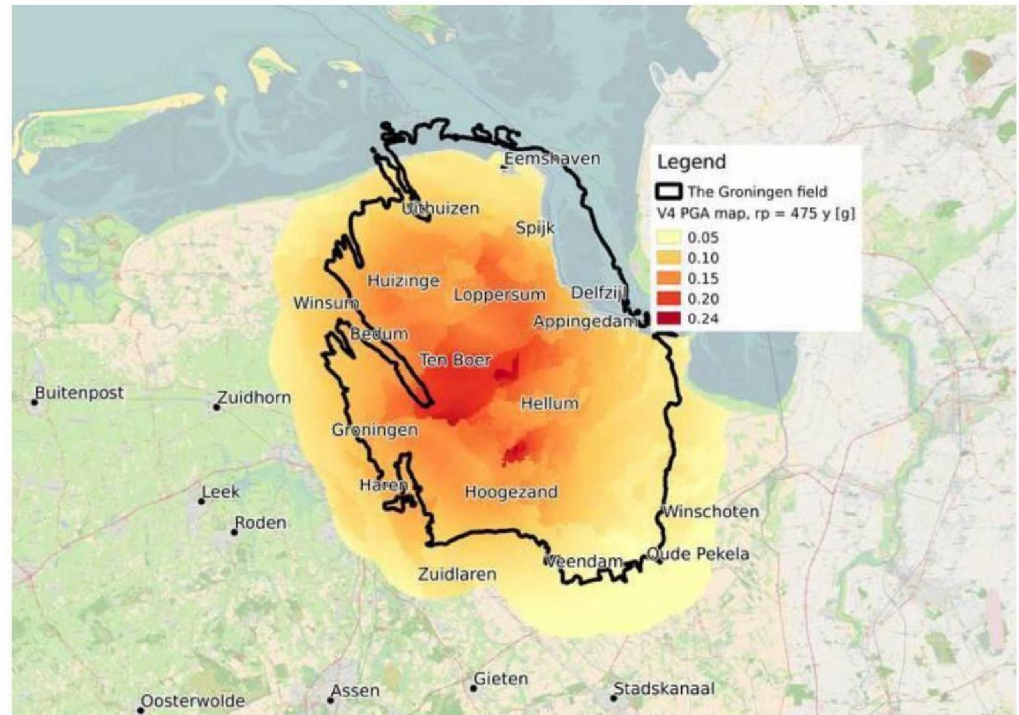 Eemshaven
Legend
The Groningen field
V4 PGA map, rp = 475 y [g]
0.05
0.10
0.15
0.20
0.24
Uithuizen
Spijk
Huizinge
Loppersum
Delfzijl
Winsum
Appingedam
Bedum
Ten Boer
Buitenpost
Zuidhorn
Hellum
Groningen
Haren
Hoogezand
Leek
Winschoten
Roden
Oude Pekela
Veendam
Zuidlaren
Gieten
Assen
Stadskanaal
Oosterwolde